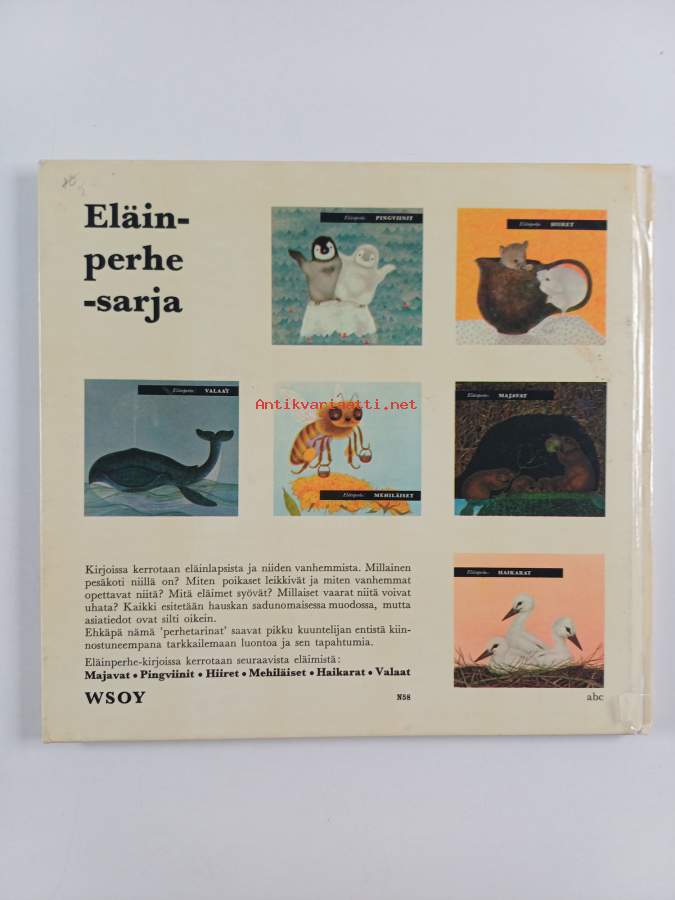 Eläin-
perhe
-sarja
Eläinperhe: PINGVIINIT
Eläinperhe: HIIRET
Eläinperhe: VALAAT
Eläinperhe: MEHILÄISET
Eläinperhe: MAJAVAT
Eläinperhe: HAIKARAT
Antikvariaatti.net
Kirjoissa kerrotaan eläinlapsista ja niiden vanhemmista. Millainen
pesäkoti niillä on? Miten poikaset leikkivät ja miten vanhemmat
opettavat niitä? Mitä eläimet syövät? Millaiset vaarat niitä voivat
uhata? Kaikki esitetään hauskan sadunomaisessa muodossa, mutta
asiatiedot ovat silti oikein.
Ehkäpä nämä 'perhetarinat' saavat pikku kuuntelijan entistä kiin-
nostuneempana tarkkailemaan luontoa ja sen tapahtumia.
Eläinperhe-kirjoissa kerrotaan seuraavista eläimistä:
Majavat • Pingviinit • Hiiret • Mehiläiset • Haikarat • Valaat
WSOY
N58
abc